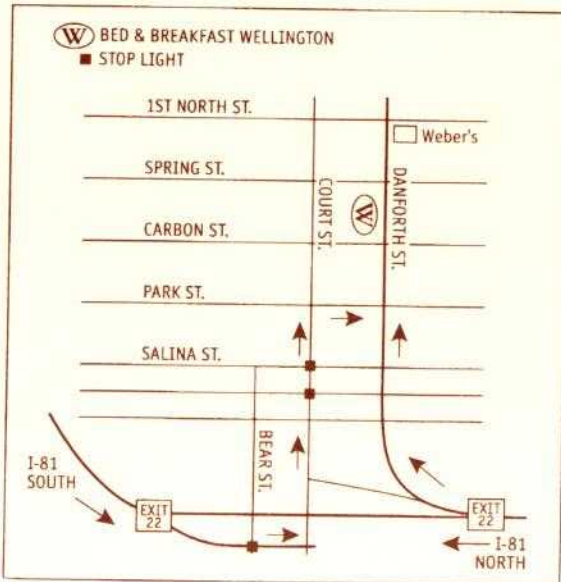 W BED & BREAKFAST WELLINGTON
STOP LIGHT
1ST NORTH ST.
Weber's
SPRING ST.
COURT ST.
W
DANFORTH ST.
CARBON ST.
PARK ST.
SALINA ST.
BEAR ST.
I-81
SOUTH
EXIT
22
EXIT
22
I-81
NORTH